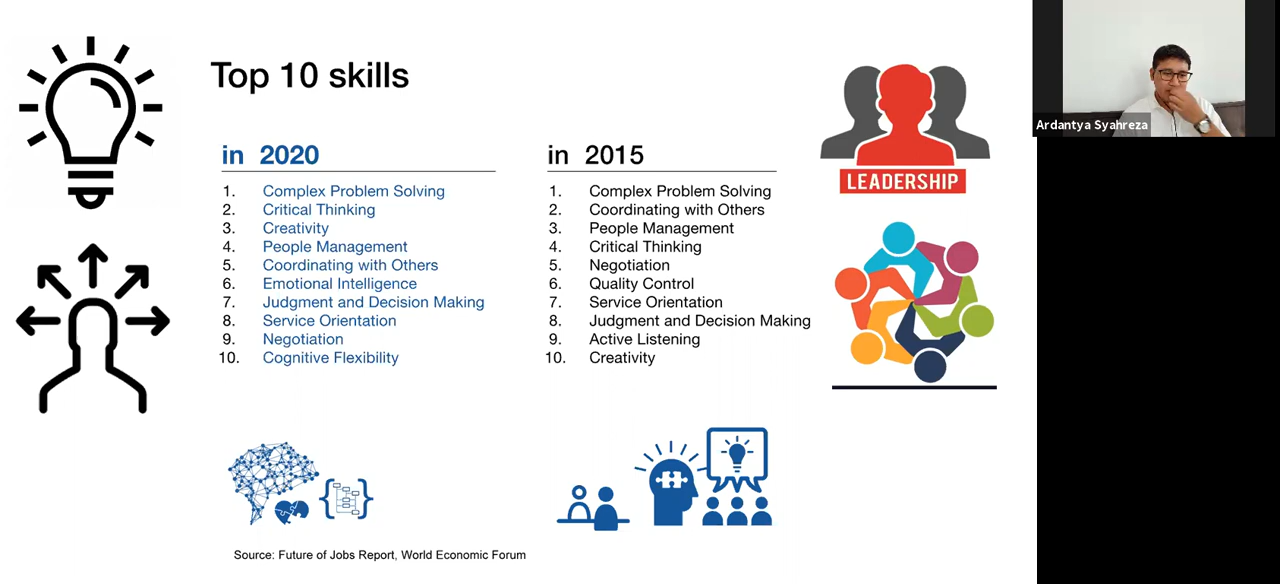 Top 10 skills
in 2020
1. Complex Problem Solving
2. Critical Thinking
3. Creativity
4. People Management
5. Coordinating with Others
6. Emotional Intelligence
7. Judgment and Decision Making
8. Service Orientation
9. Negotiation
10. Cognitive Flexibility
in 2015
1. Complex Problem Solving
2. Coordinating with Others
3. People Management
4. Critical Thinking
5. Negotiation
6. Quality Control
7. Service Orientation
8. Judgment and Decision Making
9. Active Listening
10. Creativity
LEADERSHIP
Source: Future of Jobs Report, World Economic Forum
Ardantya Syahreza